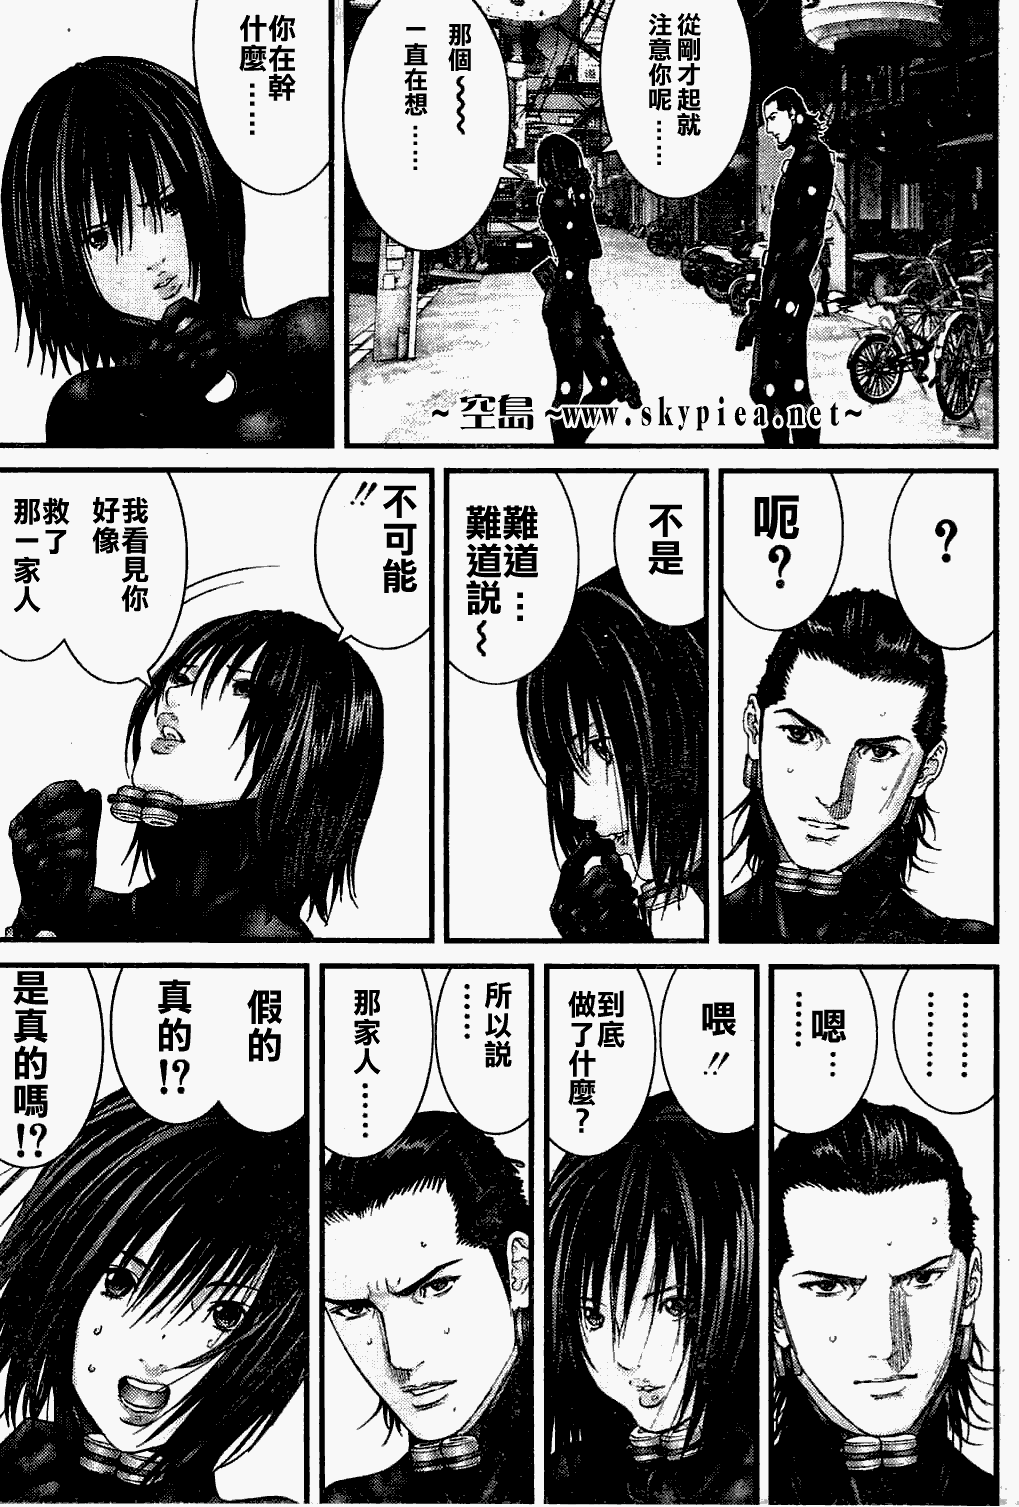 從剛才起就
注意你呢……
那個～
一直在想……
你在幹
什麼……
道
～空島～www.skypiea.net～
？
呃？
不是
難道…
難道説～
不可能
!!
我看見你
好像
救了
那一家人
……………
嗯…
……
喂!!
到底
做了什麼？
所以説
……
那家人……
假的
真的!?
是真的嗎!?